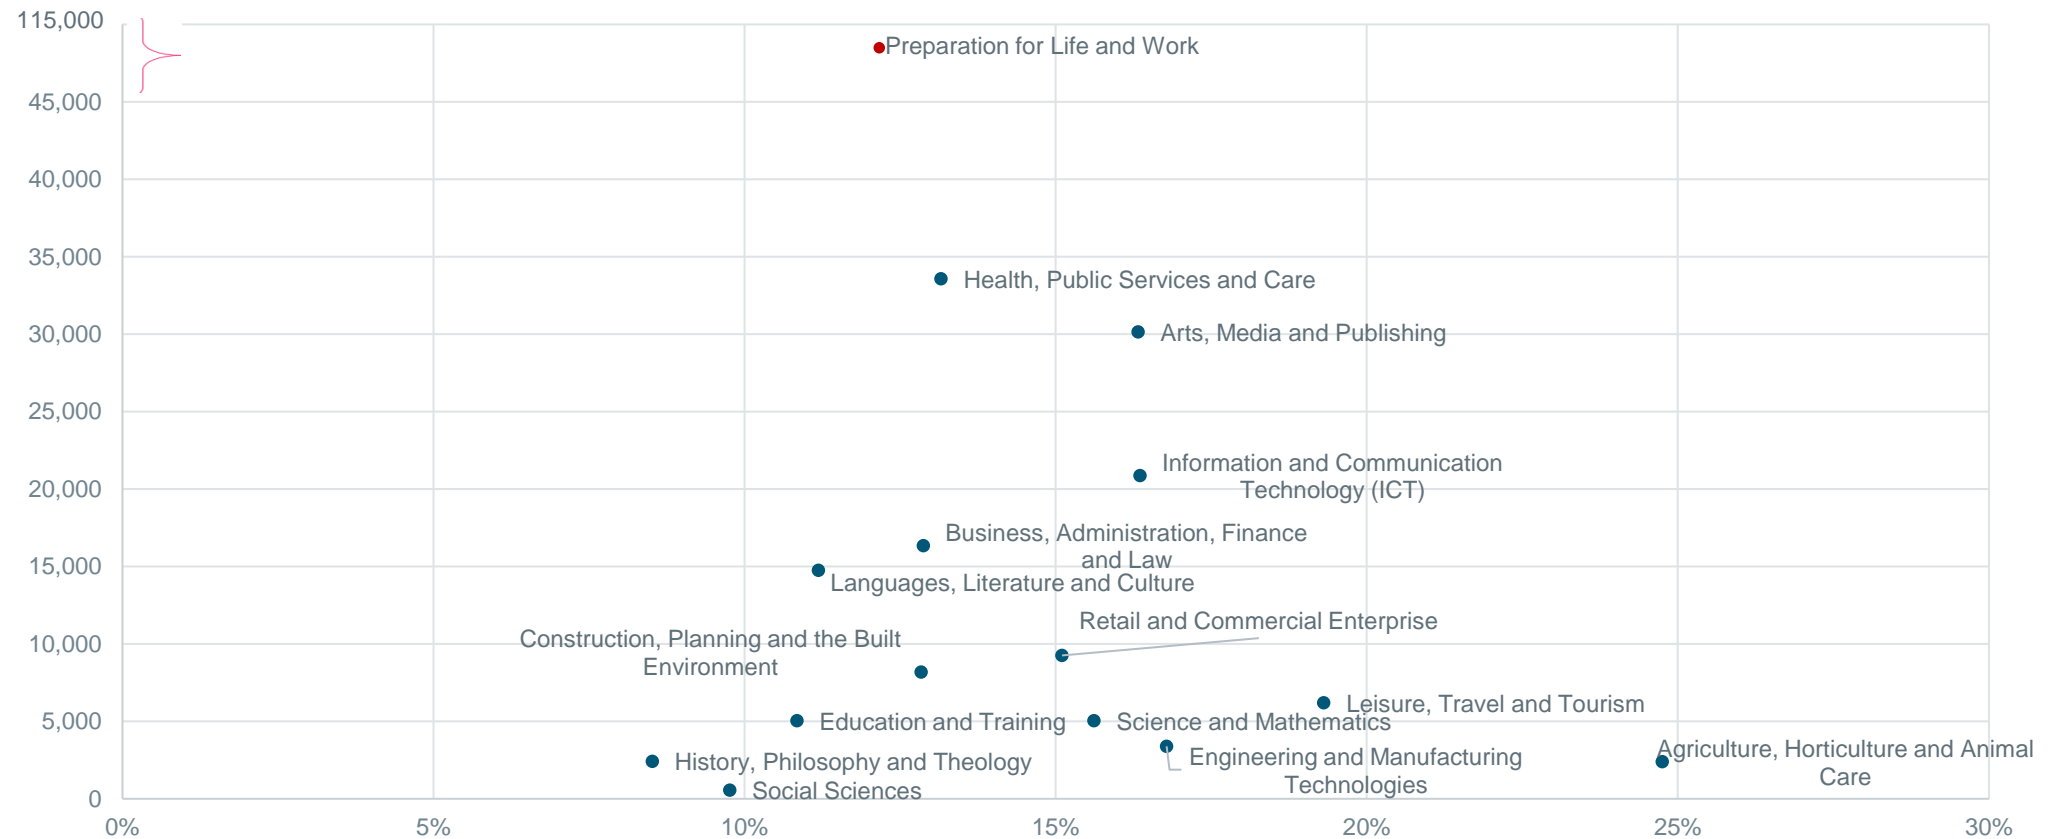 115,000
Preparation for Life and Work
45,000
40,000
35,000
Health, Public Services and Care
30,000
Arts, Media and Publishing
25,000
Information and Communication
Technology (ICT)
20,000
Business, Administration, Finance
and Law
15,000
Languages, Literature and Culture
Retail and Commercial Enterprise
Construction, Planning and the Built
Environment
10,000
Leisure, Travel and Tourism
5,000
Education and Training
Science and Mathematics
Engineering and Manufacturing
Technologies
Agriculture, Horticulture and Animal
Care
History, Philosophy and Theology
Social Sciences
0
0%
5%
10%
15%
20%
25%
30%